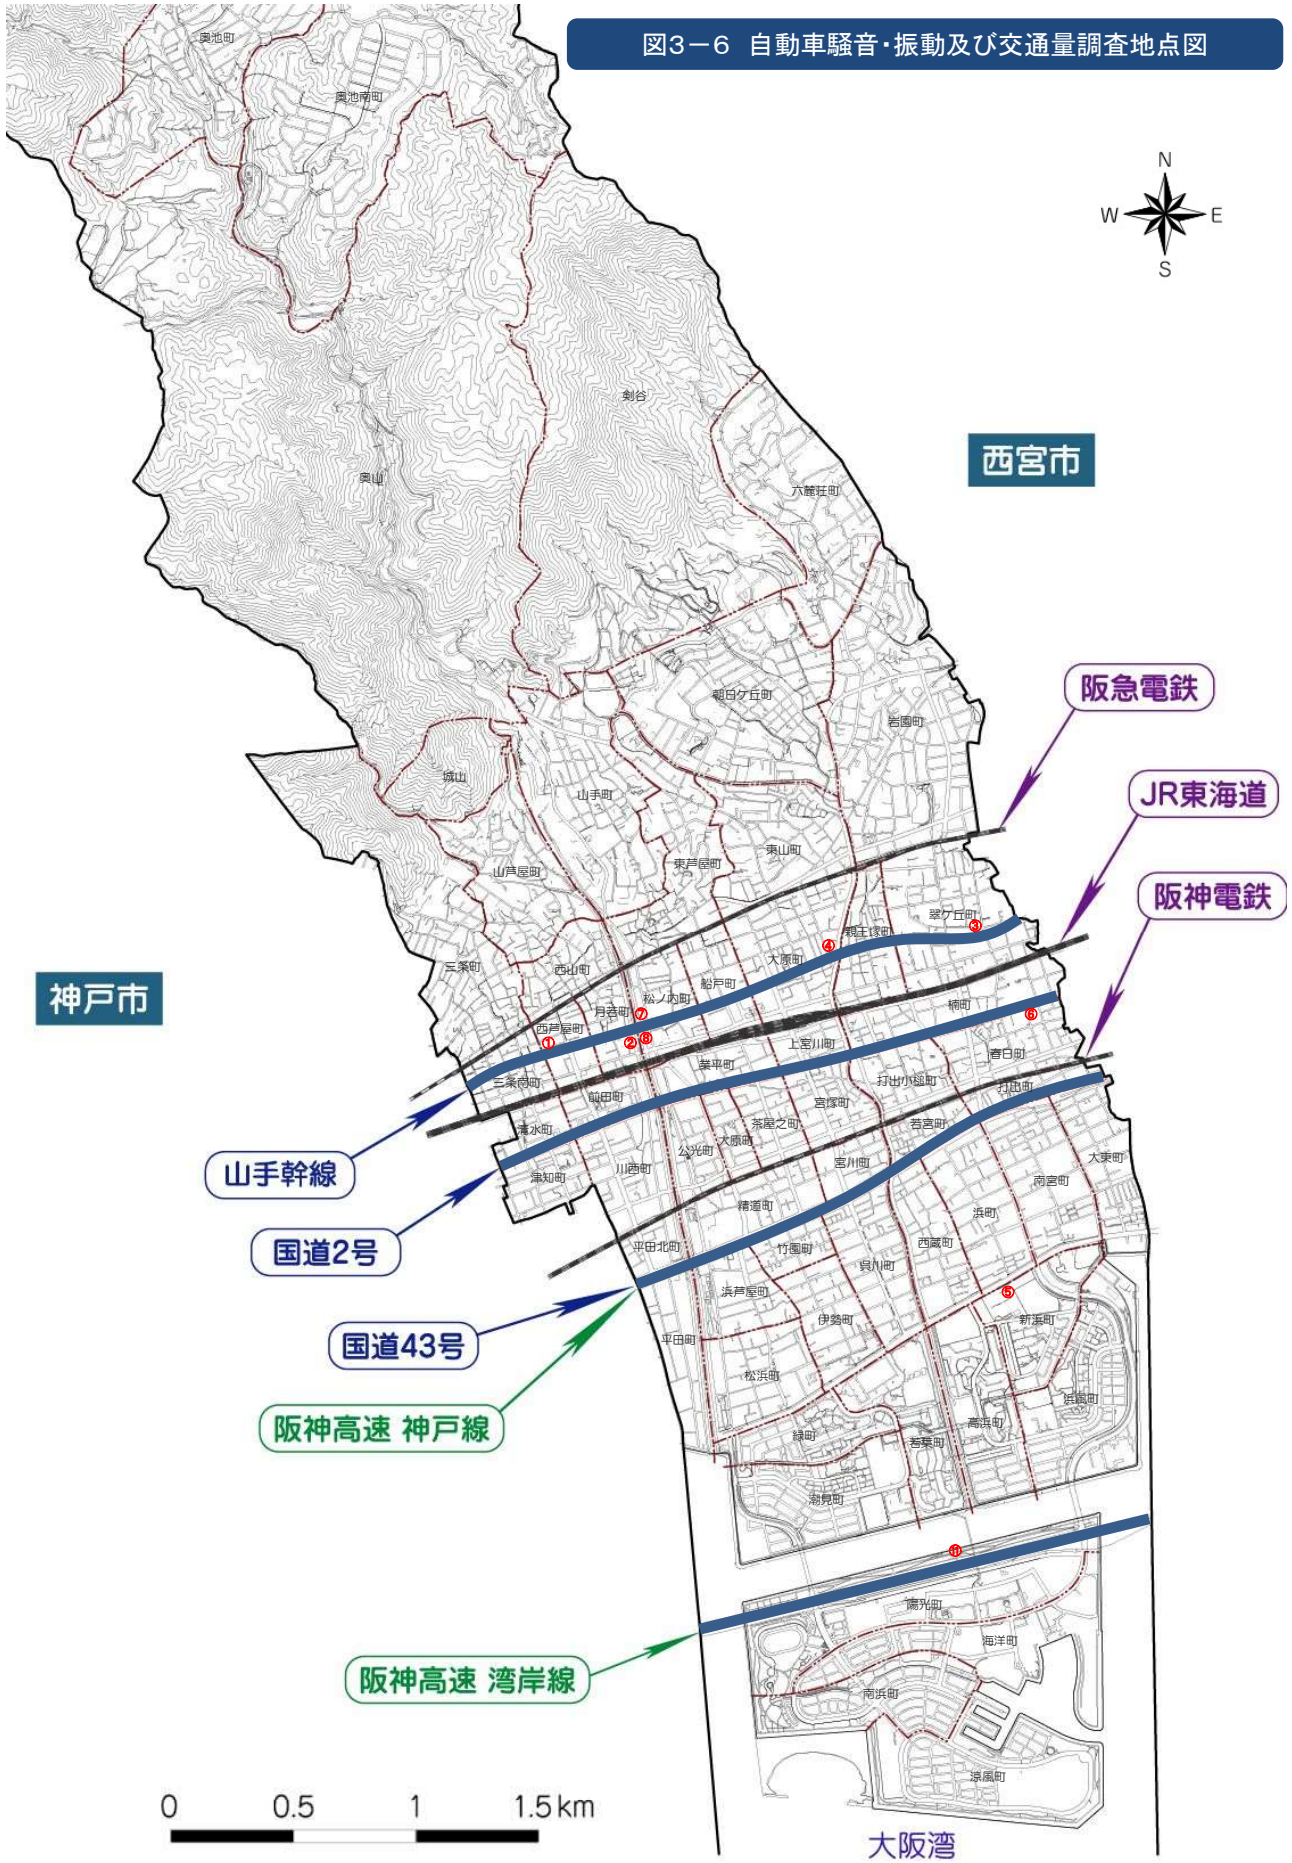 図3－6 自動車騒音・振動及び交通量調査地点図
奥池町
奥池南町
N
W
E
S
剣谷
西宮市
奥山
六麓荘町
阪急電鉄
朝日ケ丘町
岩園町
城山
山手町
JR東海道
東山町
東芦屋町
山芦屋町
阪神電鉄
翠ケ丘町
③
親王塚町
④
大原町
三条町
西山町
船戸町
神戸市
松ノ内町
月若町
⑦
楠町
⑥
西芦屋町
①
②
⑧
上宮川町
春日町
業平町
三条南町
打出小槌町
打出町
前田町
宮塚町
茶屋之町
若宮町
清水町
大原町
公光町
川西町
宮川町
大東町
山手幹線
津知町
南宮町
精道町
浜町
国道2号
平田北町
竹園町
西蔵町
呉川町
浜芦屋町
⑤
新浜町
伊勢町
国道43号
平田町
松浜町
浜風町
阪神高速 神戸線
緑町
高浜町
若葉町
潮見町
⑪
陽光町
海洋町
阪神高速 湾岸線
南浜町
涼風町
0
0.5
1
1.5km
大阪湾